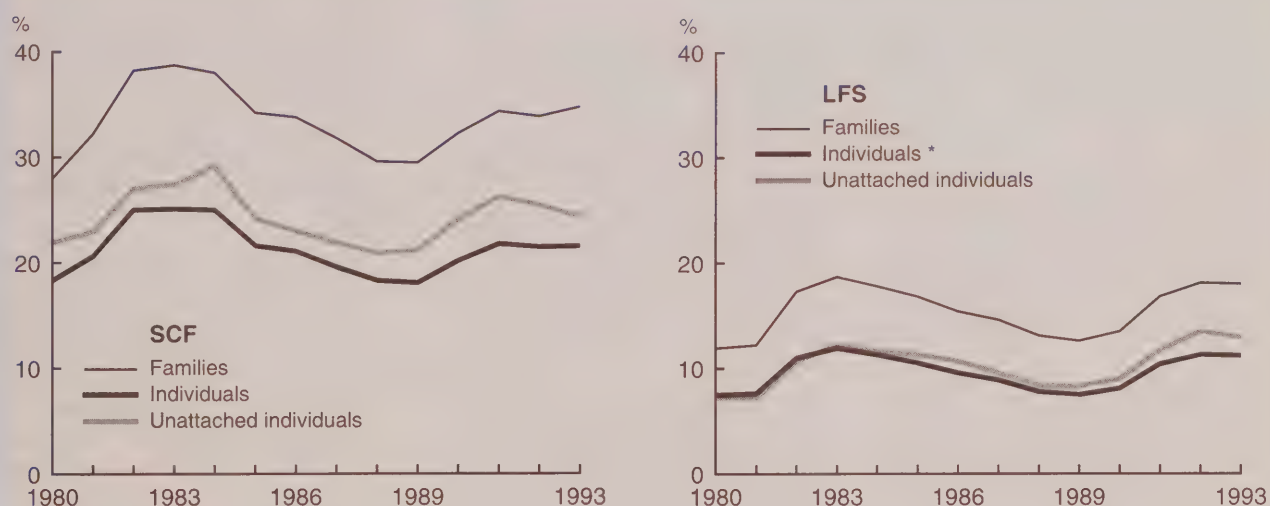 %
40
30
20
10
0
1980 1983 1986 1989 1993
SCF
Families
Individuals
Unattached individuals
%
40
30
20
10
0
1980 1983 1986 1989 1993
LFS
Families
Individuals *
Unattached individuals